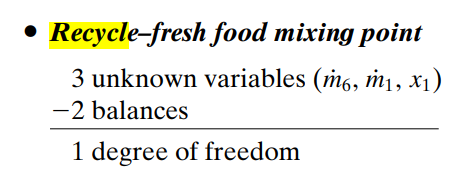 • Recycle–fresh food mixing point
3 unknown variables (ṁ₆, ṁ₁, x₁)
−2 balances
1 degree of freedom